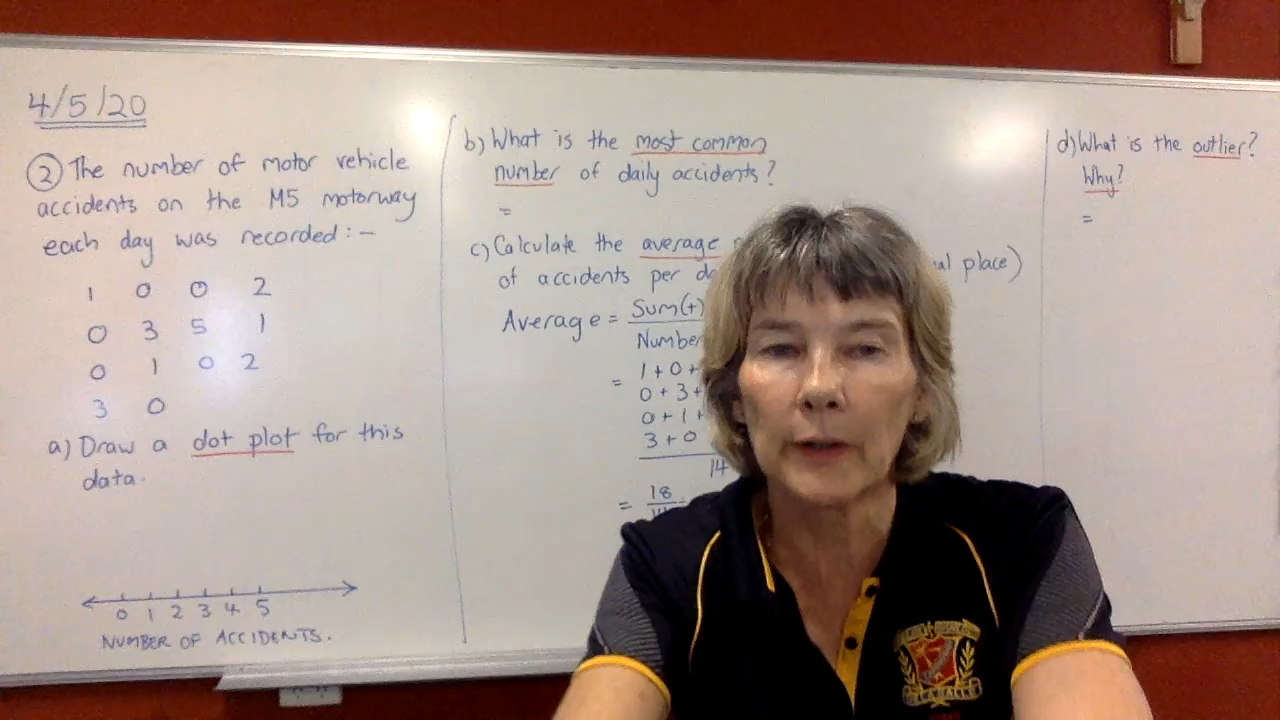 4/5/20
② The number of motor vehicle
accidents on the M5 motorway
each day was recorded:-
1 0 0 2
0 3 5 1
0 1 0 2
3 0
a) Draw a dot plot for this
data.
0 1 2 3 4 5
NUMBER OF ACCIDENTS.
b) What is the most common
number of daily accidents?
=
c) Calculate the average
of accidents per place)
Average = Sum(+)
= 1 + 0 +
0 + 3 +
0 + 1 +
3 + 0
14
= 18
d) What is the outlier?
Why?
=